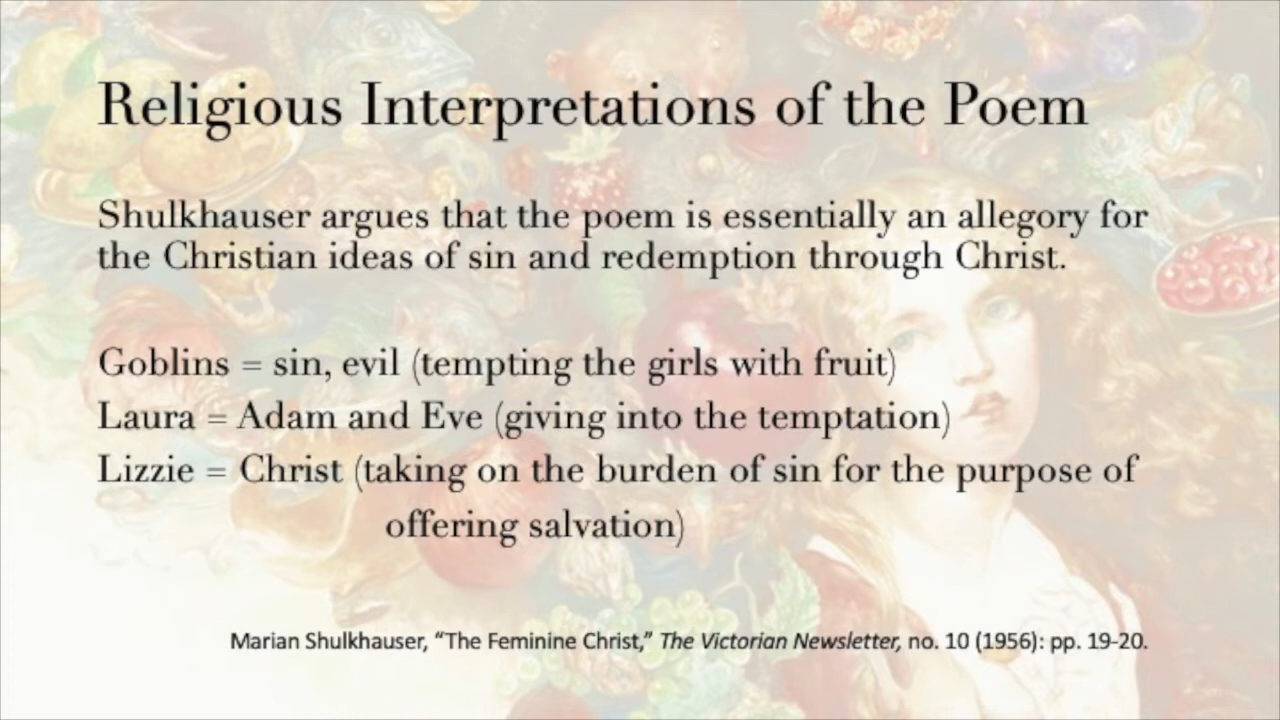 Religious Interpretations of the Poem
Shulkhauser argues that the poem is essentially an allegory for
the Christian ideas of sin and redemption through Christ.
Goblins = sin, evil (tempting the girls with fruit)
Laura = Adam and Eve (giving into the temptation)
Lizzie = Christ (taking on the burden of sin for the purpose of
offering salvation)
Marian Shulkhauser, “The Feminine Christ,” The Victorian Newsletter, no. 10 (1956): pp. 19-20.